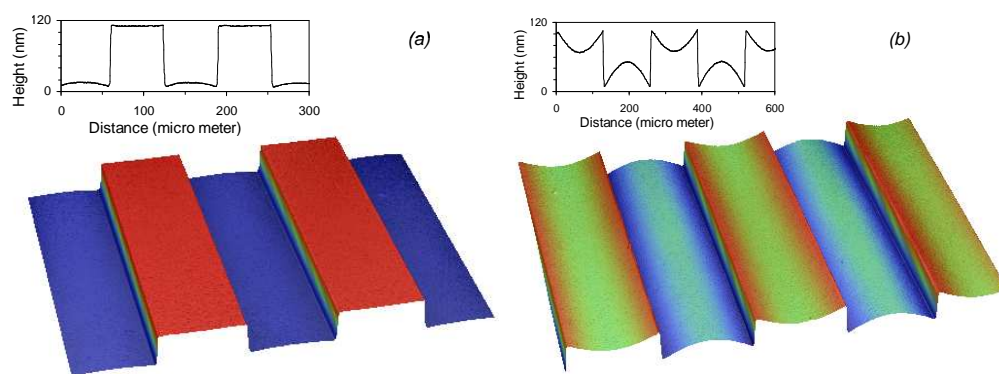 120
(a)
Height (nm)
0
0 100 200 300
Distance (micro meter)
120
(b)
Height (nm)
0
0 200 400 600
Distance (micro meter)